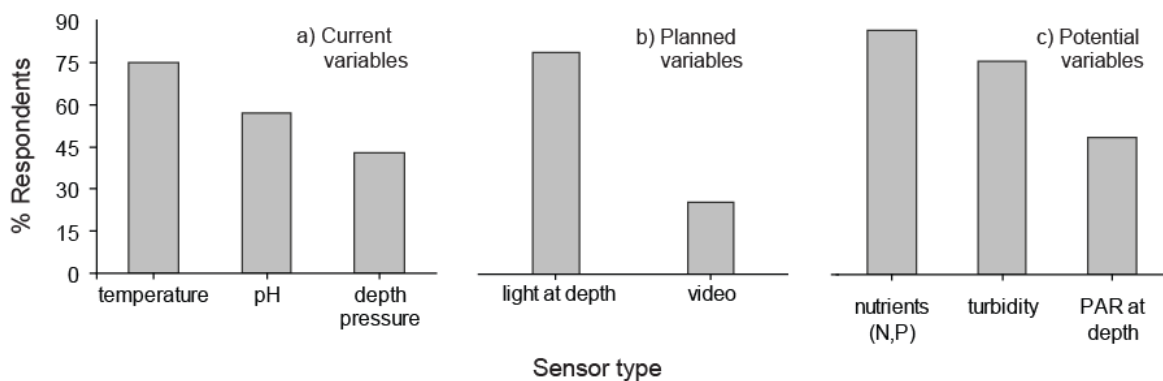 90
75
60
45
30
15
0
% Respondents
a) Current
variables
temperature
pH
depth
pressure
b) Planned
variables
light at depth
video
c) Potential
variables
nutrients
(N,P)
turbidity
PAR at
depth
Sensor type